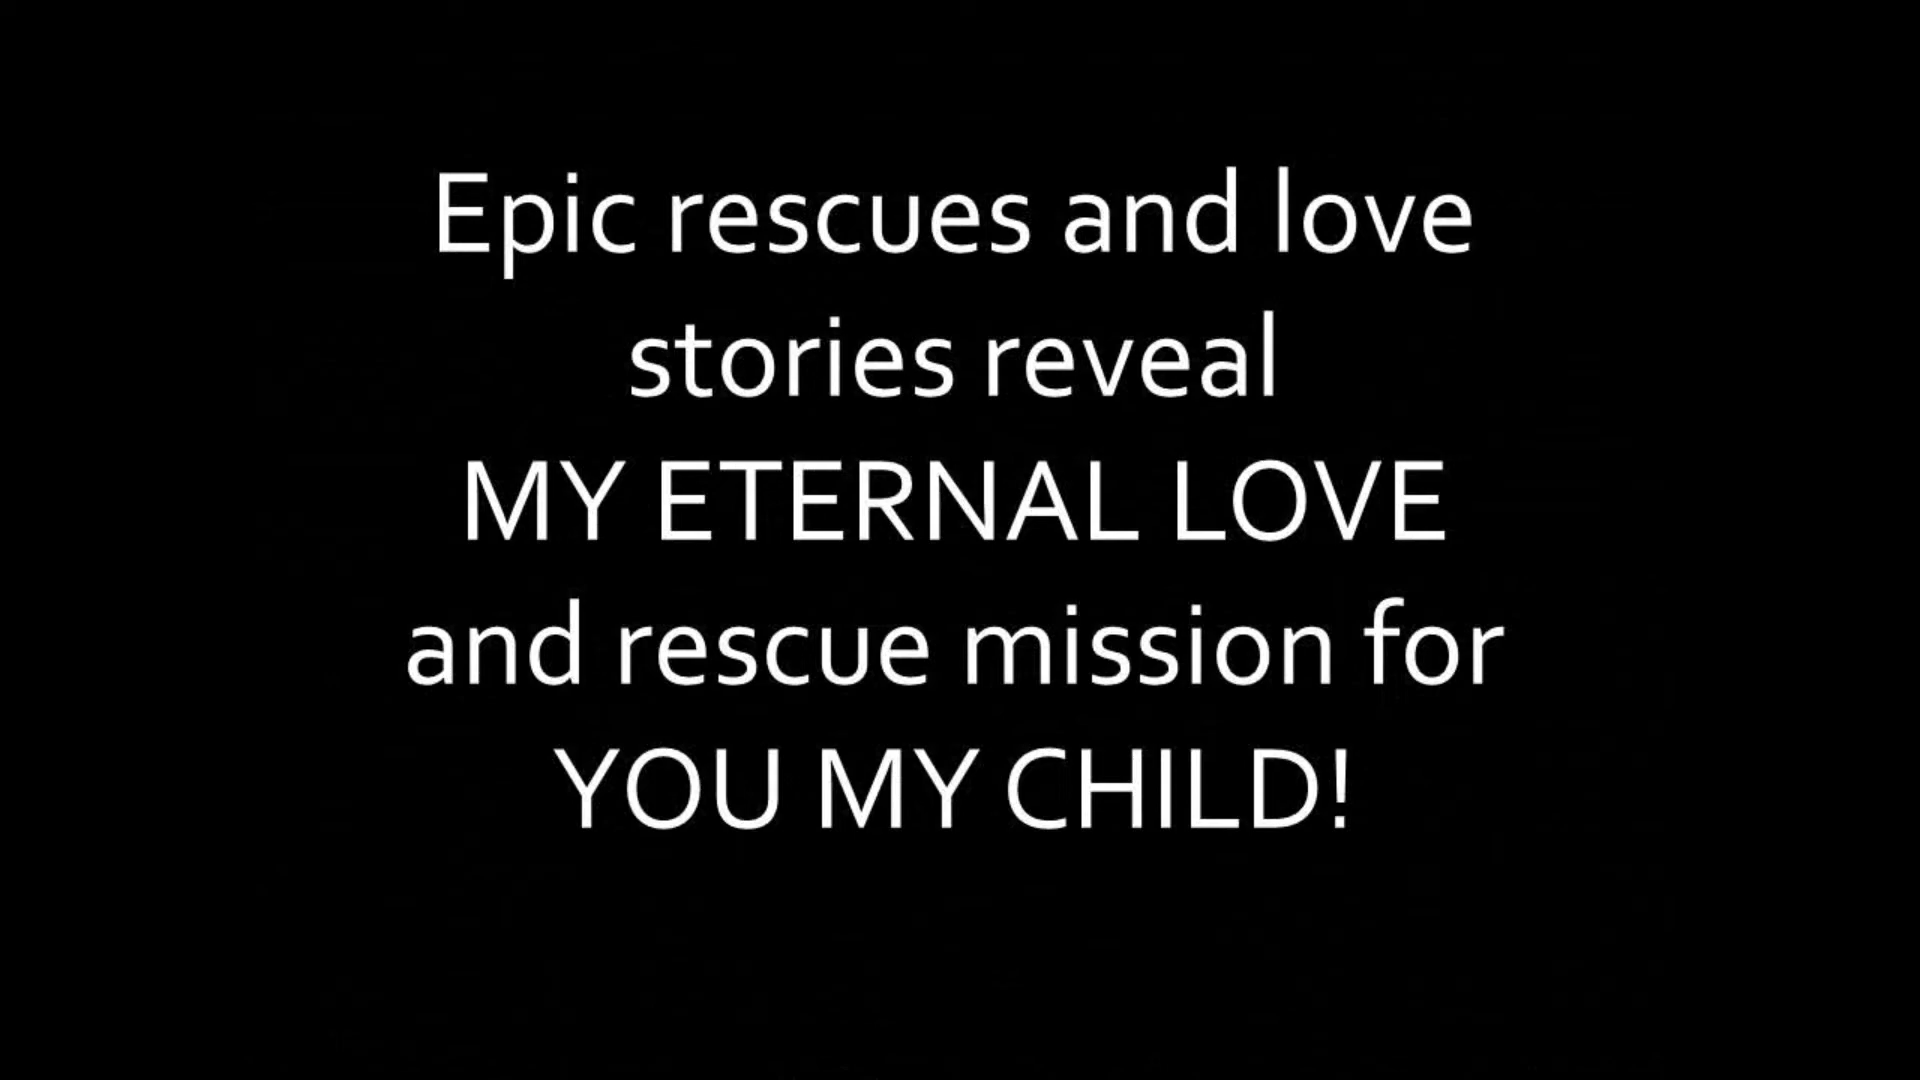 Epic rescues and love
stories reveal
MY ETERNAL LOVE
and rescue mission for
YOU MY CHILD!